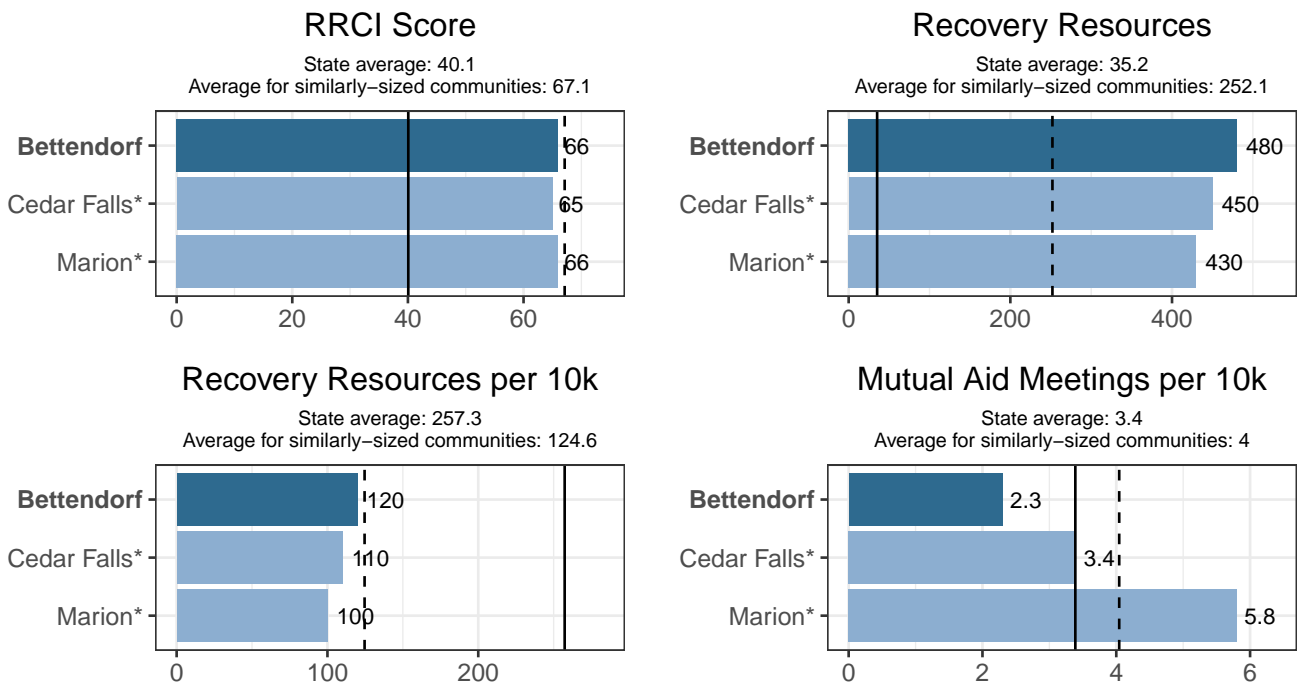 RRCI Score
State average: 40.1
Average for similarly−sized communities: 67.1
Bettendorf
66
Cedar Falls*
65
Marion*
66
0 20 40 60
Recovery Resources
State average: 35.2
Average for similarly−sized communities: 252.1
Bettendorf
480
Cedar Falls*
450
Marion*
430
0 200 400
Recovery Resources per 10k
State average: 257.3
Average for similarly−sized communities: 124.6
Bettendorf
120
Cedar Falls*
110
Marion*
100
0 100 200
Mutual Aid Meetings per 10k
State average: 3.4
Average for similarly−sized communities: 4
Bettendorf
2.3
Cedar Falls*
3.4
Marion*
5.8
0 2 4 6